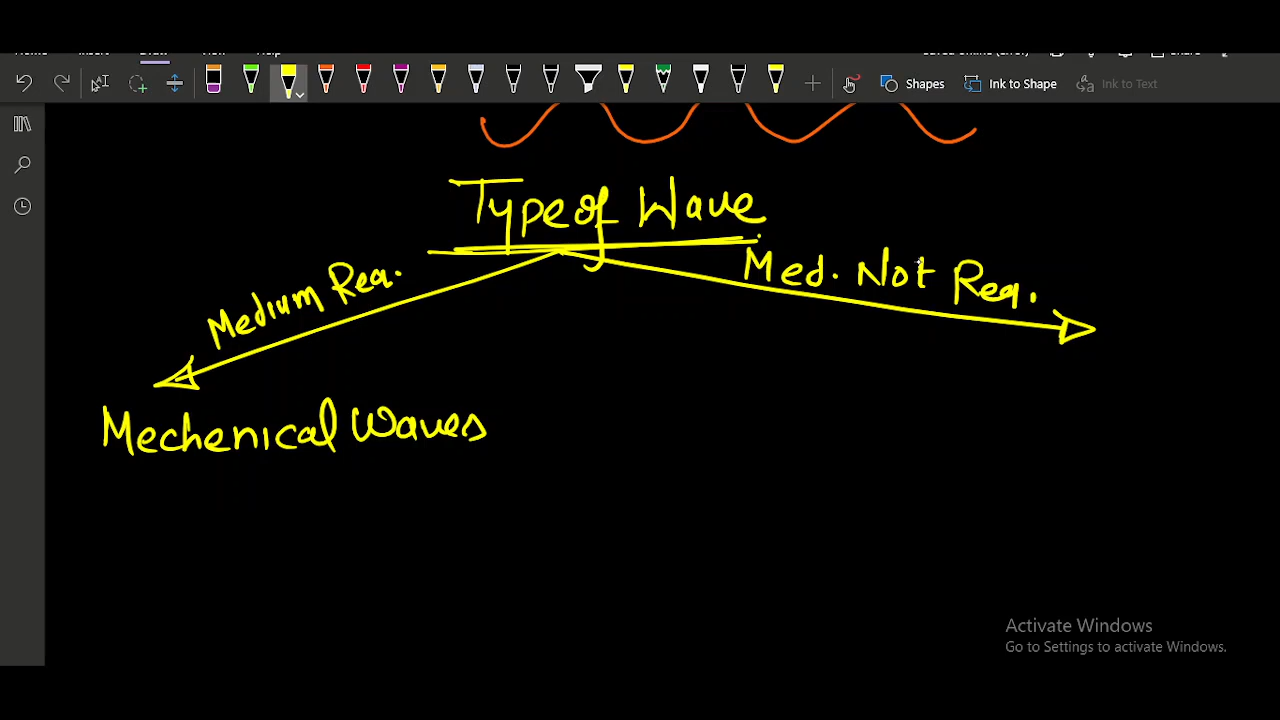 Shapes
Ink to Shape
Ink to Text
Type of Wave
Medium Req.
Med. Not Req.
Mechenical Waves
Activate Windows
Go to Settings to activate Windows.